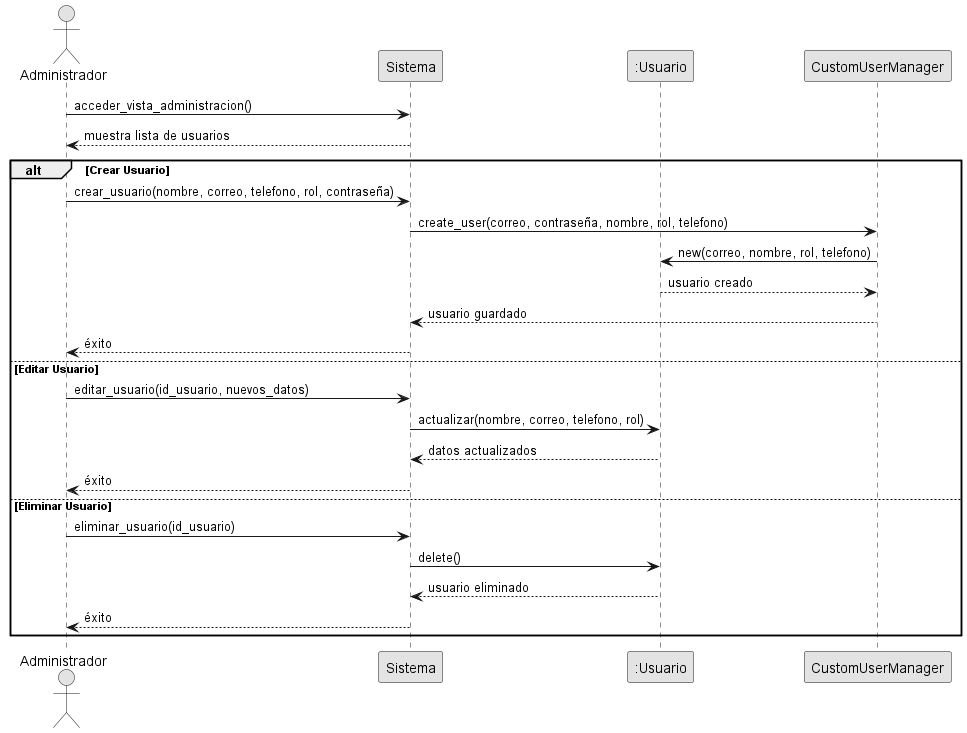 Administrador
Sistema
:Usuario
CustomUserManager
acceder_vista_administracion()
muestra lista de usuarios
alt
[Crear Usuario]
crear_usuario(nombre, correo, telefono, rol, contraseña)
create_user(correo, contraseña, nombre, rol, telefono)
new(correo, nombre, rol, telefono)
usuario creado
usuario guardado
éxito
[Editar Usuario]
editar_usuario(id_usuario, nuevos_datos)
actualizar(nombre, correo, telefono, rol)
datos actualizados
éxito
[Eliminar Usuario]
eliminar_usuario(id_usuario)
delete()
usuario eliminado
éxito
Administrador
Sistema
:Usuario
CustomUserManager